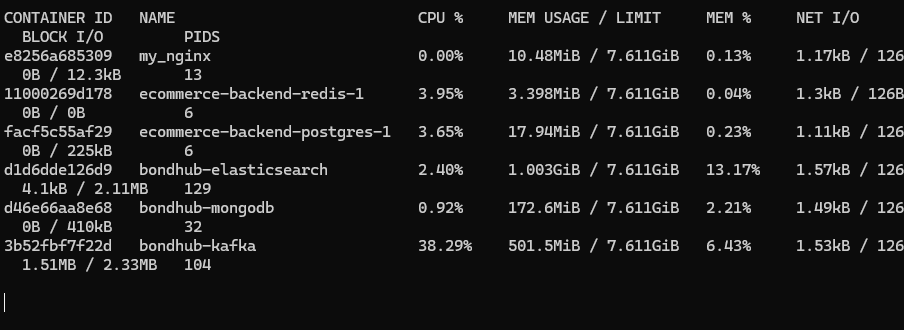 CONTAINER ID   NAME                           CPU %     MEM USAGE / LIMIT     MEM %     NET I/O
  BLOCK I/O         PIDS
e8256a685309   my_nginx                       0.00%     10.48MiB / 7.611GiB   0.13%     1.17kB / 126
  0B / 12.3kB       13
11000269d178   ecommerce-backend-redis-1      3.95%     3.398MiB / 7.611GiB   0.04%     1.3kB / 126B
  0B / 0B           6
facf5c55af29   ecommerce-backend-postgres-1   3.65%     17.94MiB / 7.611GiB   0.23%     1.11kB / 126
  0B / 225kB        6
d1d6dde126d9   bondhub-elasticsearch          2.40%     1.003GiB / 7.611GiB   13.17%    1.57kB / 126
  4.1kB / 2.11MB    129
d46e66aa8e68   bondhub-mongodb                0.92%     172.6MiB / 7.611GiB   2.21%     1.49kB / 126
  0B / 410kB        32
3b52fbf7f22d   bondhub-kafka                  38.29%    501.5MiB / 7.611GiB   6.43%     1.53kB / 126
  1.51MB / 2.33MB   104